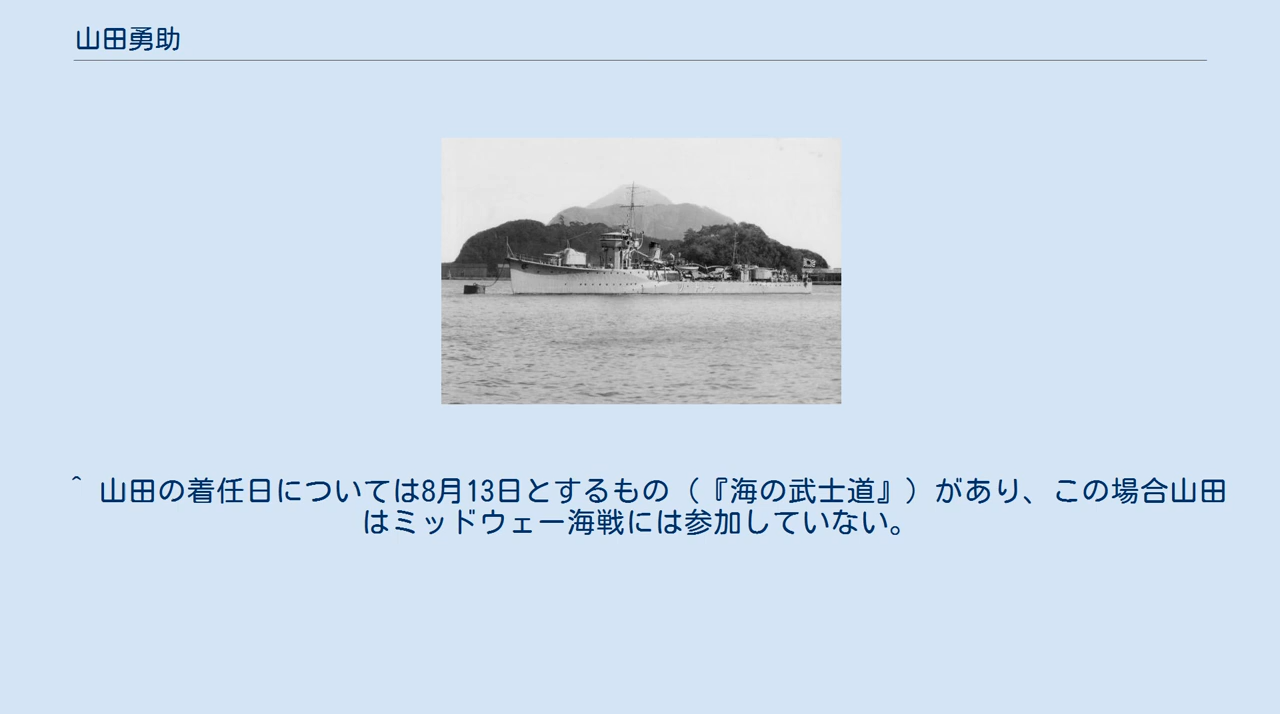 山田勇助
^ 山田の着任日については8月13日とするもの（『海の武士道』）があり、この場合山田
はミッドウェー海戦には参加していない。